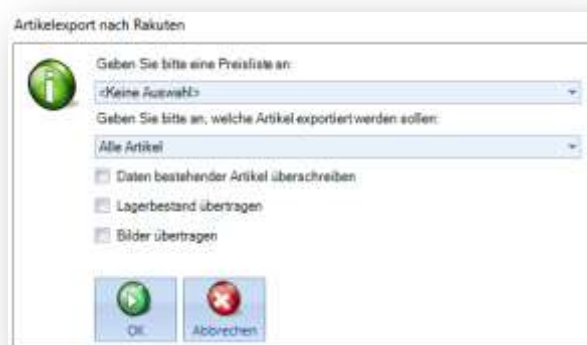 Artikelexport nach Rakuten
Geben Sie bitte eine Preisliste an:
<Keine Auswahl>
Geben Sie bitte an, welche Artikel exportiert werden sollen:
Alle Artikel
Daten bestehender Artikel überschreiben
Lagerbestand übertragen
Bilder übertragen
OK Abbrechen